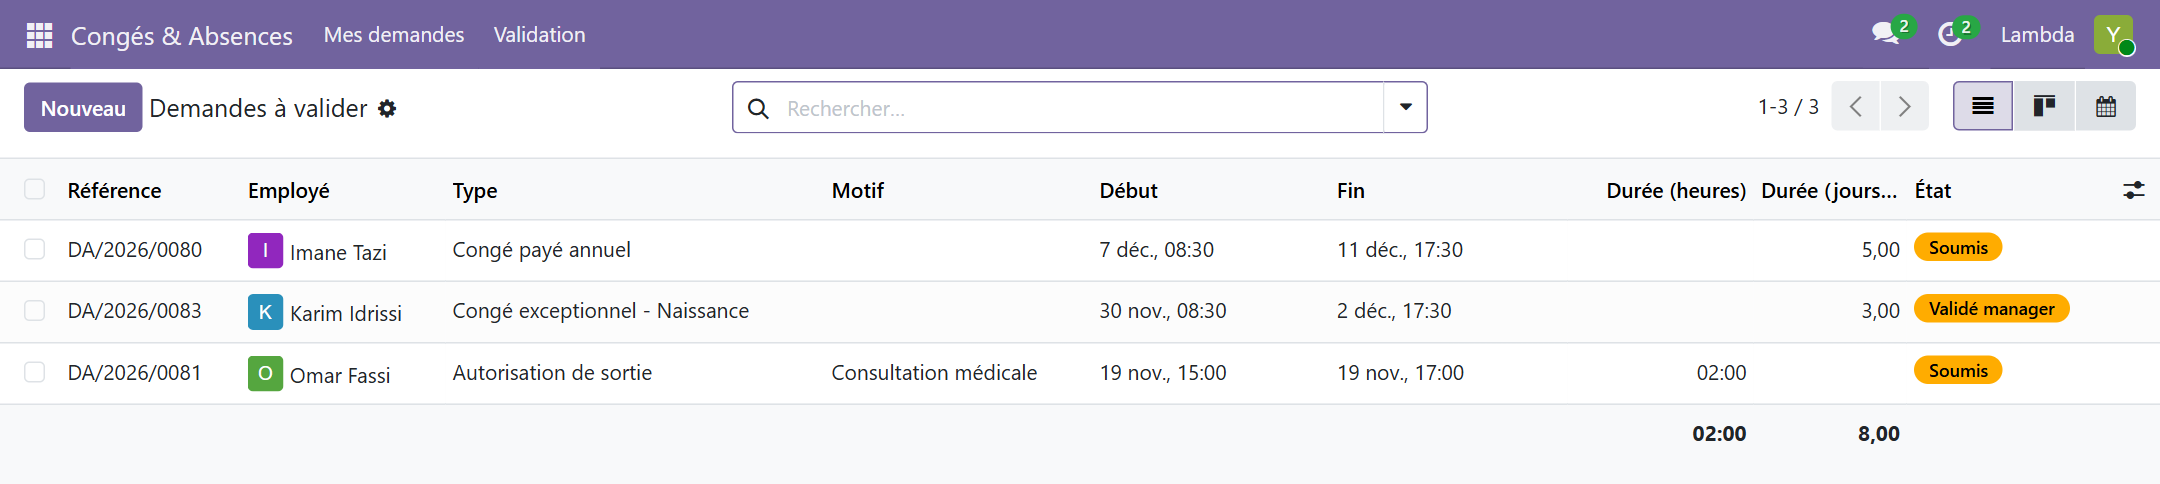 Congés & Absences Mes demandes Validation 2 2 Lambda Y
Nouveau Demandes à valider Rechercher... 1-3 / 3
Référence Employé Type Motif Début Fin Durée (heures) Durée (jours... État
DA/2026/0080 I Imane Tazi Congé payé annuel 7 déc., 08:30 11 déc., 17:30 5,00 Soumis
DA/2026/0083 K Karim Idrissi Congé exceptionnel - Naissance 30 nov., 08:30 2 déc., 17:30 3,00 Validé manager
DA/2026/0081 O Omar Fassi Autorisation de sortie Consultation médicale 19 nov., 15:00 19 nov., 17:00 02:00 Soumis
02:00 8,00